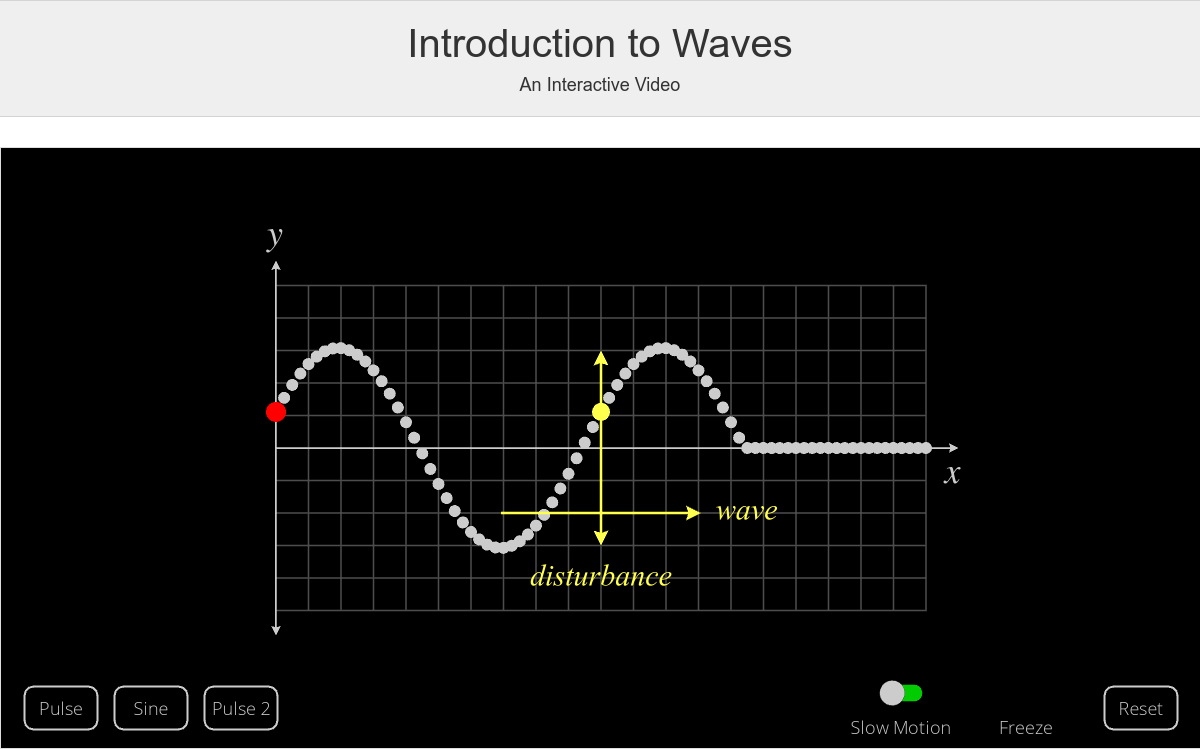 Introduction to Waves
An Interactive Video
y
x
wave
disturbance
Pulse
Sine
Pulse 2
Slow Motion
Freeze
Reset